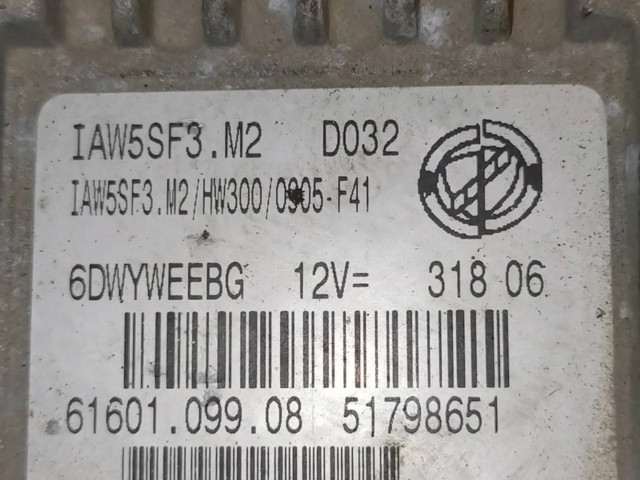 IAW5SF3.M2 D032
IAW5SF3.M2/HW300/0905-F41
6DWYWEEBG 12V= 318 06
61601.099.08 51798651